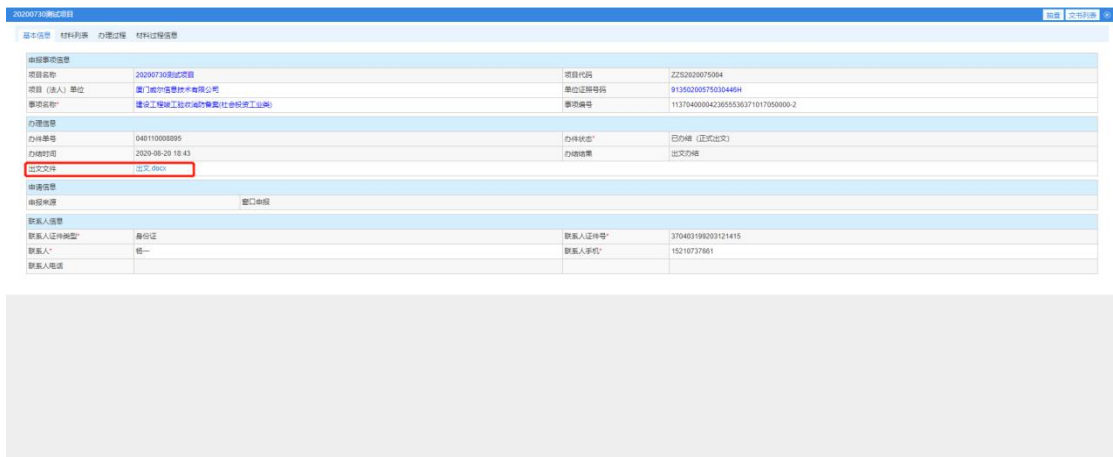 20200730测试项目 抽查 文书列表
基本信息 材料列表 办理过程 材料过程信息
申报事项信息
项目名称 20200730测试项目 项目代码 ZZS2020075004
项目（法人）单位 厦门威尔信息技术有限公司 单位证照号码 91350200575030446H
事项名称* 建设工程竣工验收消防备案(社会投资工业类) 事项编号 1137040000423655536371017050000-2
办理信息
办件单号 040110008895 办件状态* 已办结（正式出文）
办结时间 2020-08-20 18:43 办结结果 出文办结
出文文件 出文.docx
申请信息
申报来源 窗口申报
联系人信息
联系人证件类型* 身份证 联系人证件号* 370403199203121415
联系人* 杨一 联系人手机* 15210737661
联系人电话